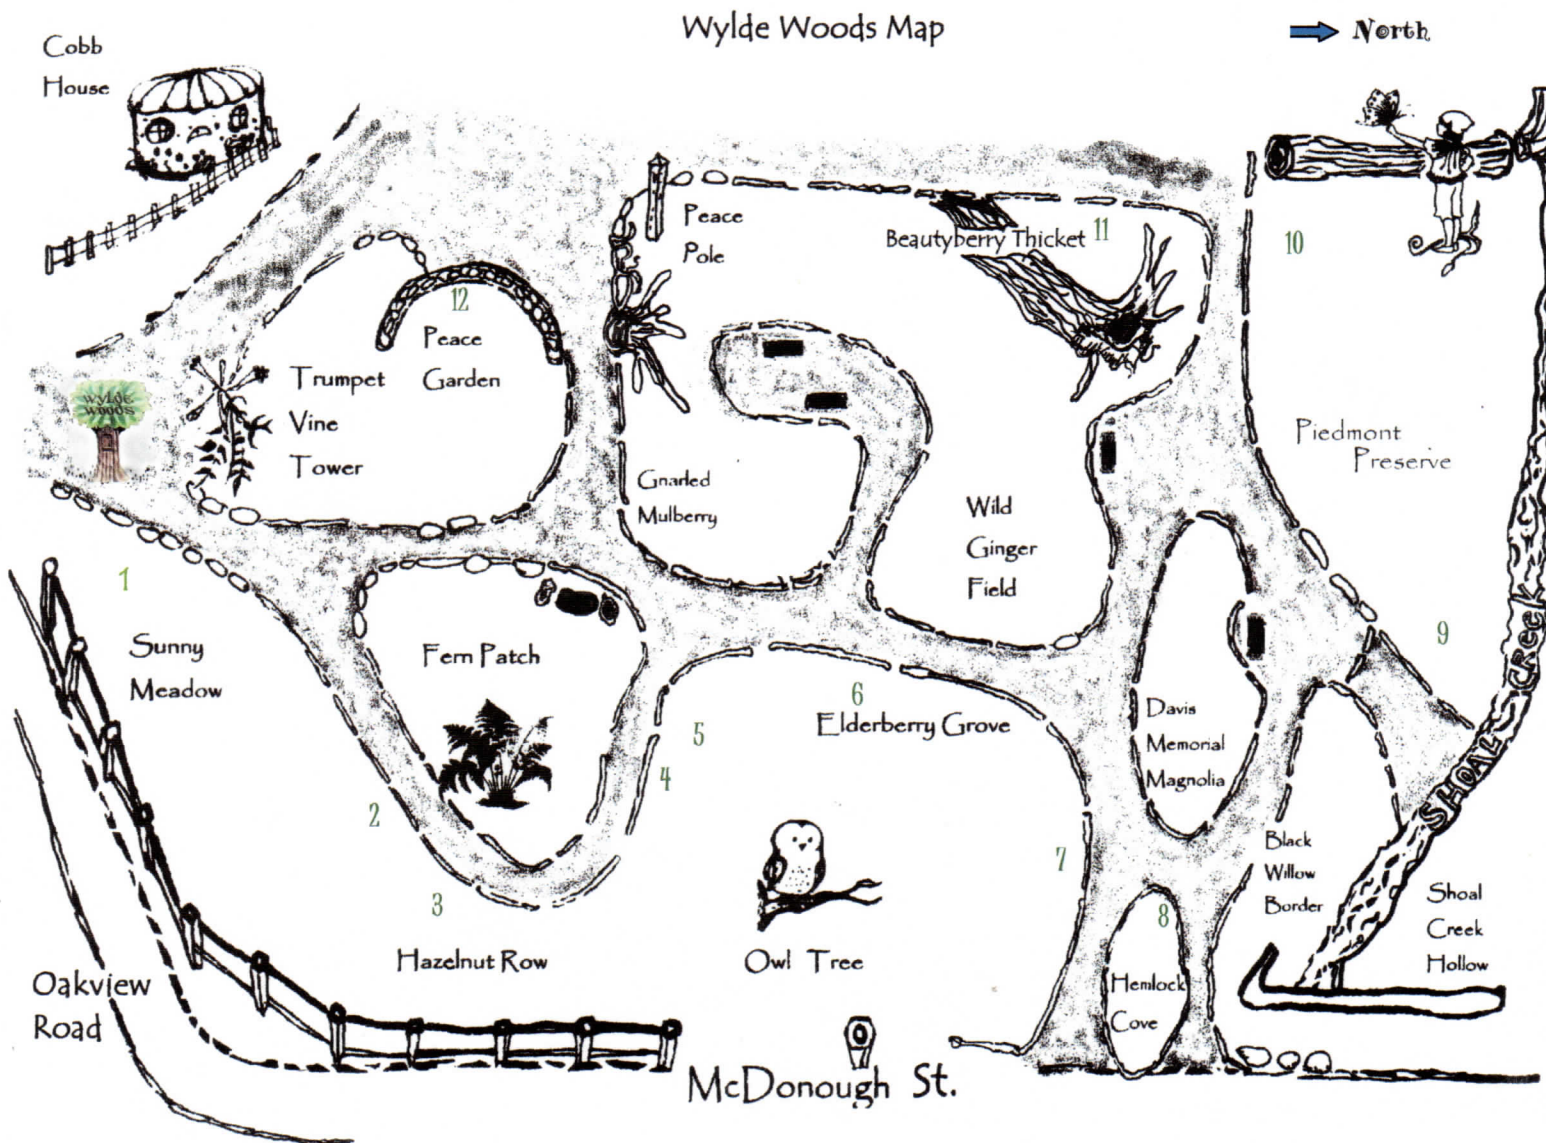 Wylde Woods Map
North
Cobb
House
Peace
Pole
Beautyberry Thicket
11
10
12
Peace
Garden
Trumpet
Vine
Tower
WYLDE
WOODS
Gnarled
Mulberry
Wild
Ginger
Field
Piedmont
Preserve
1
Sunny
Meadow
Fern Patch
9
SHOAL CREEK
6
Elderberry Grove
5
4
Davis
Memorial
Magnolia
2
3
7
8
Black
Willow
Border
Shoal
Creek
Hollow
Hazelnut Row
Owl Tree
Hemlock
Cove
Oakview
Road
McDonough St.